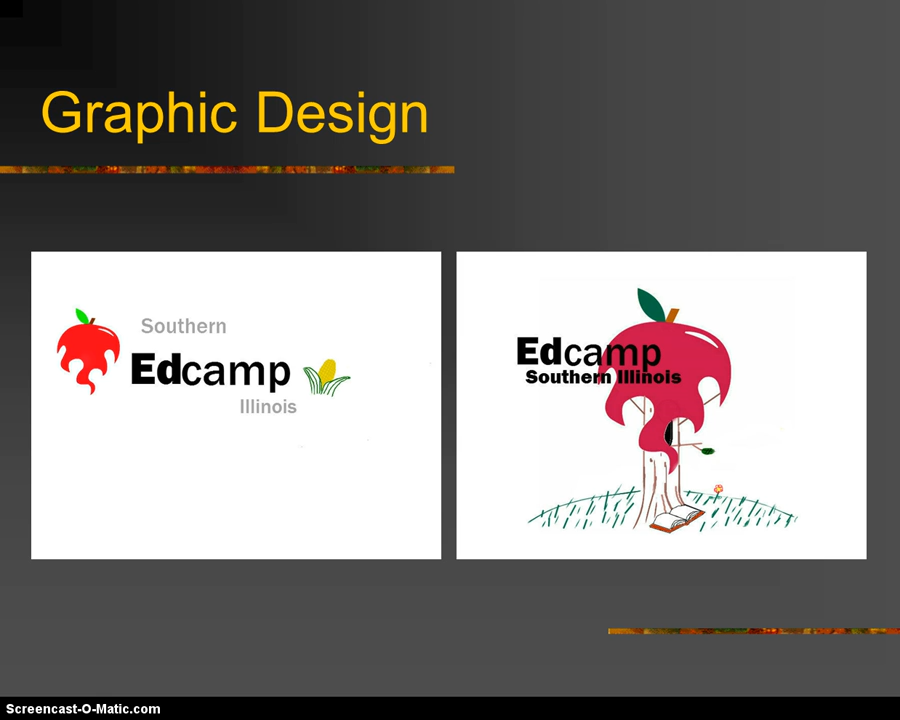 Graphic Design
Southern
Edcamp
Illinois
Edcamp
Southern Illinois
Screencast-O-Matic.com